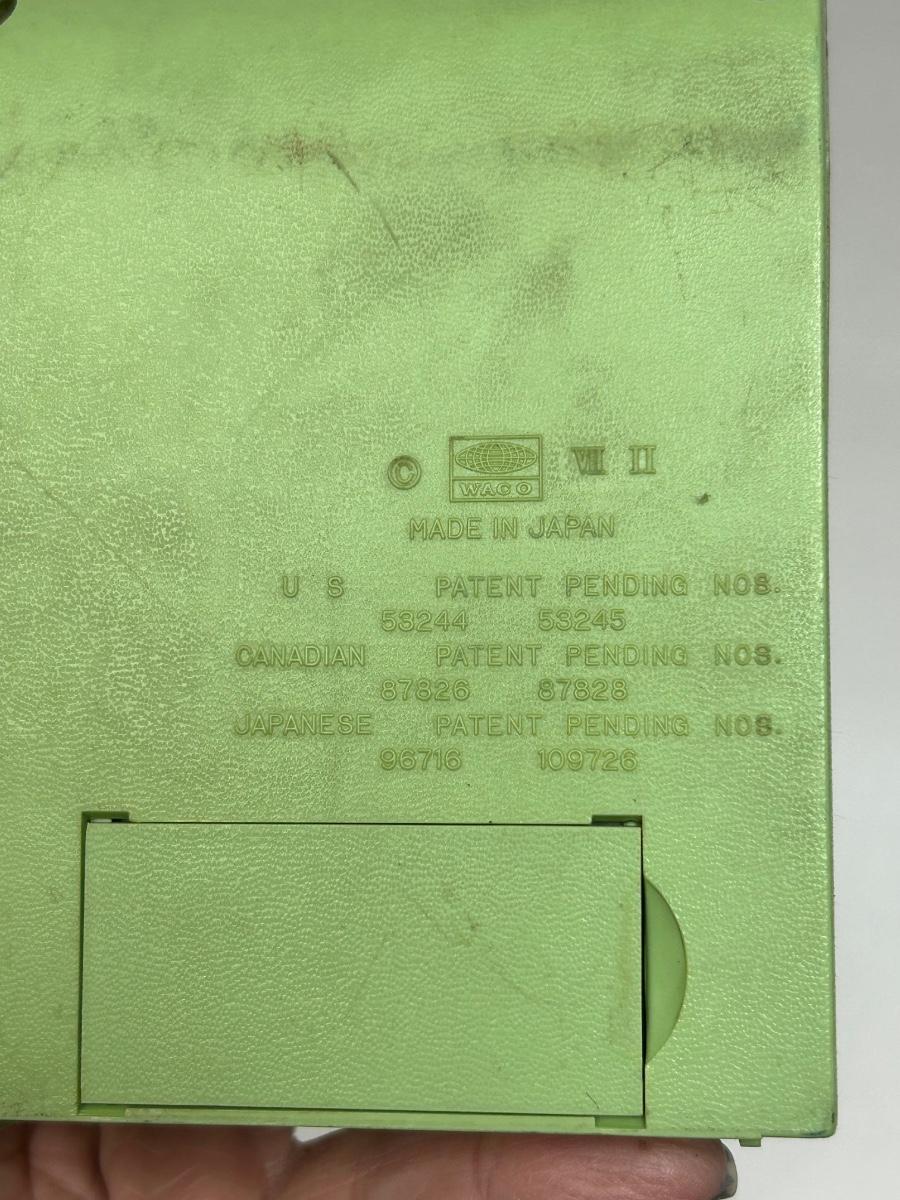 © WACO VII II
MADE IN JAPAN
U S PATENT PENDING NOS.
53244 53245
CANADIAN PATENT PENDING NOS.
87826 87828
JAPANESE PATENT PENDING NOS.
96716 109726